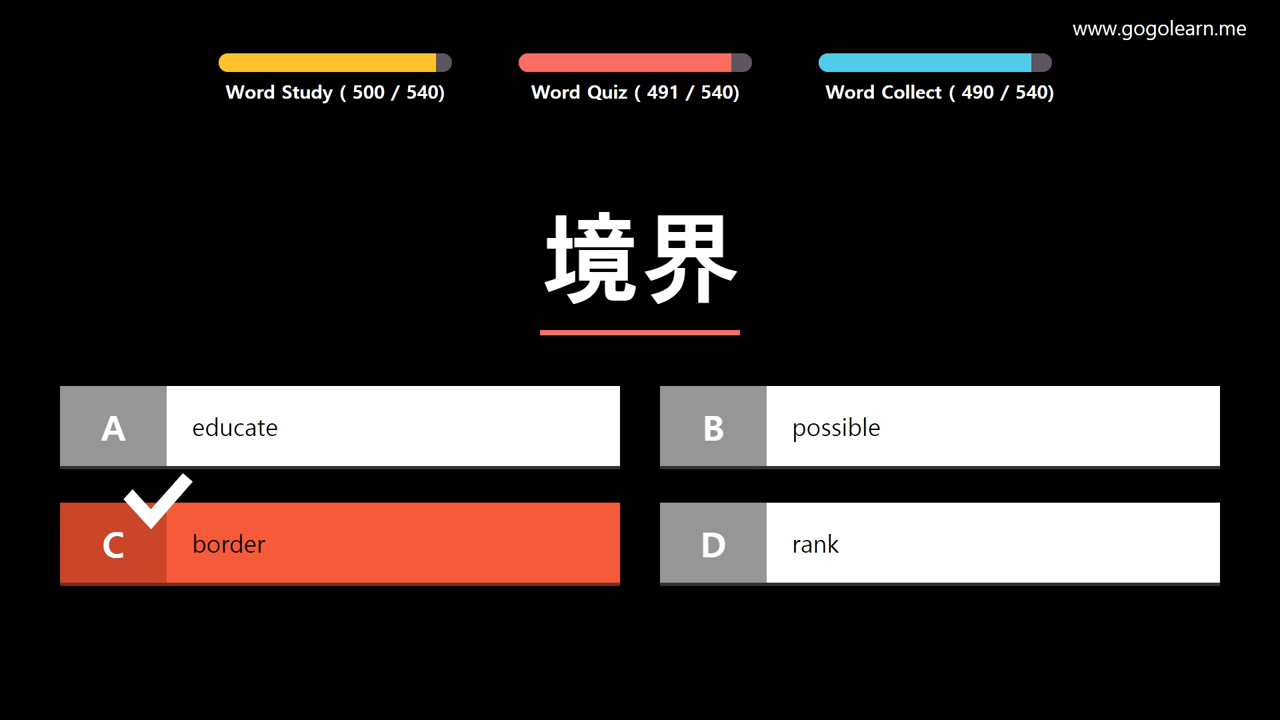 www.gogolearn.me
Word Study ( 500 / 540)
Word Quiz ( 491 / 540)
Word Collect ( 490 / 540)
境界
A
educate
B
possible
C
border
D
rank